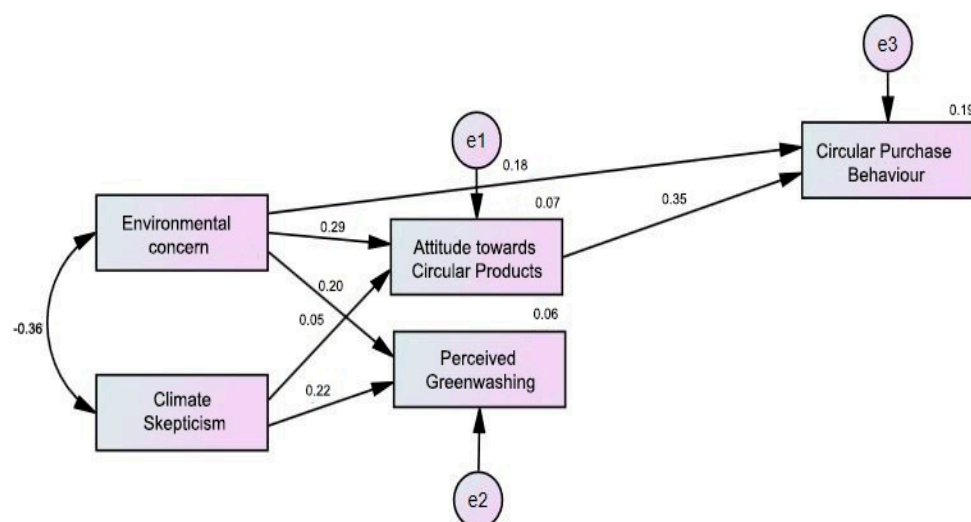 e3
0.19
Circular Purchase
Behaviour
e1
0.18
0.07
0.35
Environmental
concern
0.29
Attitude towards
Circular Products
0.20
0.05
0.06
-0.36
Perceived
Greenwashing
0.22
Climate
Skepticism
e2